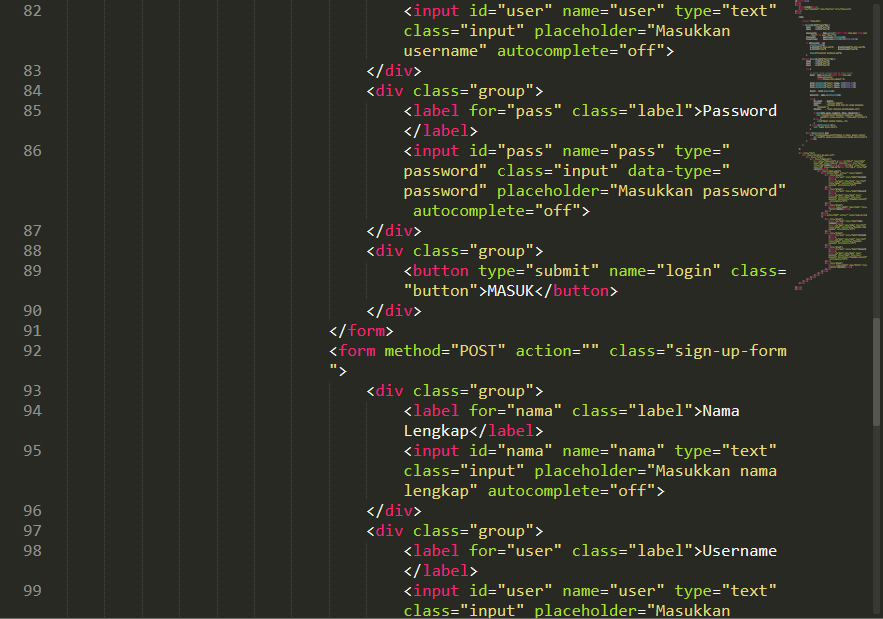 82 <input id="user" name="user" type="text"
class="input" placeholder="Masukkan
username" autocomplete="off">
83 </div>
84 <div class="group">
85 <label for="pass" class="label">Password
</label>
86 <input id="pass" name="pass" type="
password" class="input" data-type="
password" placeholder="Masukkan password"
autocomplete="off">
87 </div>
88 <div class="group">
89 <button type="submit" name="login" class=
"button">MASUK</button>
90 </div>
91 </form>
92 <form method="POST" action="" class="sign-up-form
">
93 <div class="group">
94 <label for="nama" class="label">Nama
Lengkap</label>
95 <input id="nama" name="nama" type="text"
class="input" placeholder="Masukkan nama
lengkap" autocomplete="off">
96 </div>
97 <div class="group">
98 <label for="user" class="label">Username
</label>
99 <input id="user" name="user" type="text"
class="input" placeholder="Masukkan